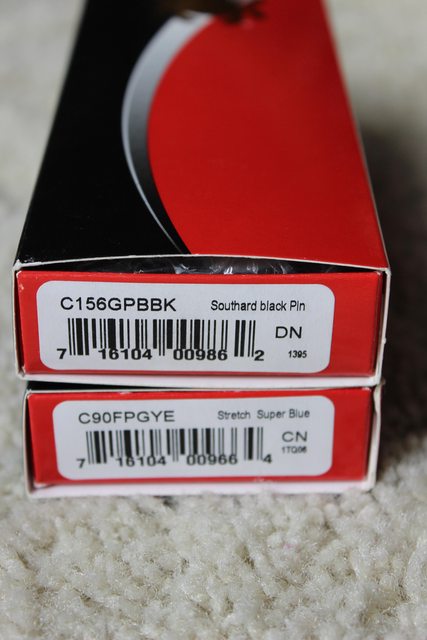 C156GPBBK Southard black Pin
DN
7 16104 00986 2 1395
C90FPGYE Stretch Super Blue
CN
7 16104 00966 4 1TQ06